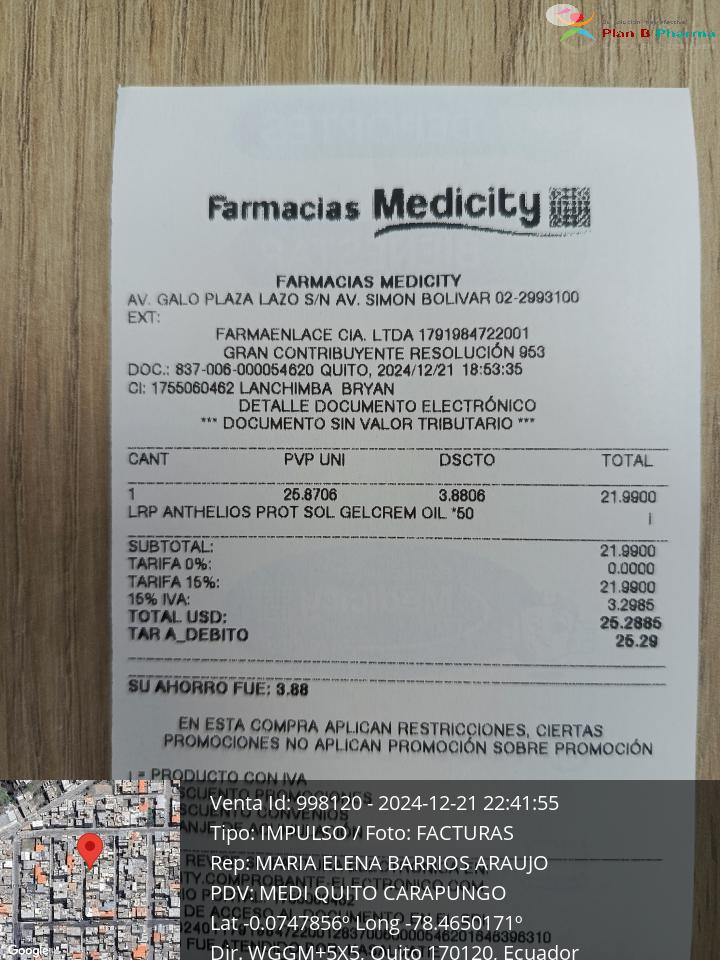 Plan B Pharma
Farmacias Medicity
FARMACIAS MEDICITY
AV. GALO PLAZA LAZO S/N AV. SIMON BOLIVAR 02-2993100
EXT:
FARMAENLACE CIA. LTDA 1791984722001
GRAN CONTRIBUYENTE RESOLUCIÓN 953
DOC.: 837-006-000054620 QUITO, 2024/12/21 18:53:35
CI: 1755060462 LANCHIMBA BRYAN
DETALLE DOCUMENTO ELECTRÓNICO
*** DOCUMENTO SIN VALOR TRIBUTARIO ***
CANT PVP UNI DSCTO TOTAL
1 25.8706 3.8806 21.9900
LRP ANTHELIOS PROT SOL GELCREM OIL *50 i
SUBTOTAL: 21.9900
TARIFA 0%: 0.0000
TARIFA 15%: 21.9900
15% IVA: 3.2985
TOTAL USD: 25.2885
TAR A_DEBITO 25.29
SU AHORRO FUE: 3.88
EN ESTA COMPRA APLICAN RESTRICCIONES, CIERTAS
PROMOCIONES NO APLICAN PROMOCIÓN SOBRE PROMOCIÓN
PRODUCTO CON IVA
Venta Id: 998120 - 2024-12-21 22:41:55
Tipo: IMPULSO / Foto: FACTURAS
Rep: MARIA ELENA BARRIOS ARAUJO
PDV: MEDI QUITO CARAPUNGO
Lat -0.0747856º Long -78.4650171º
Dir. WGGM+5X5, Quito 170120, Ecuador
Google